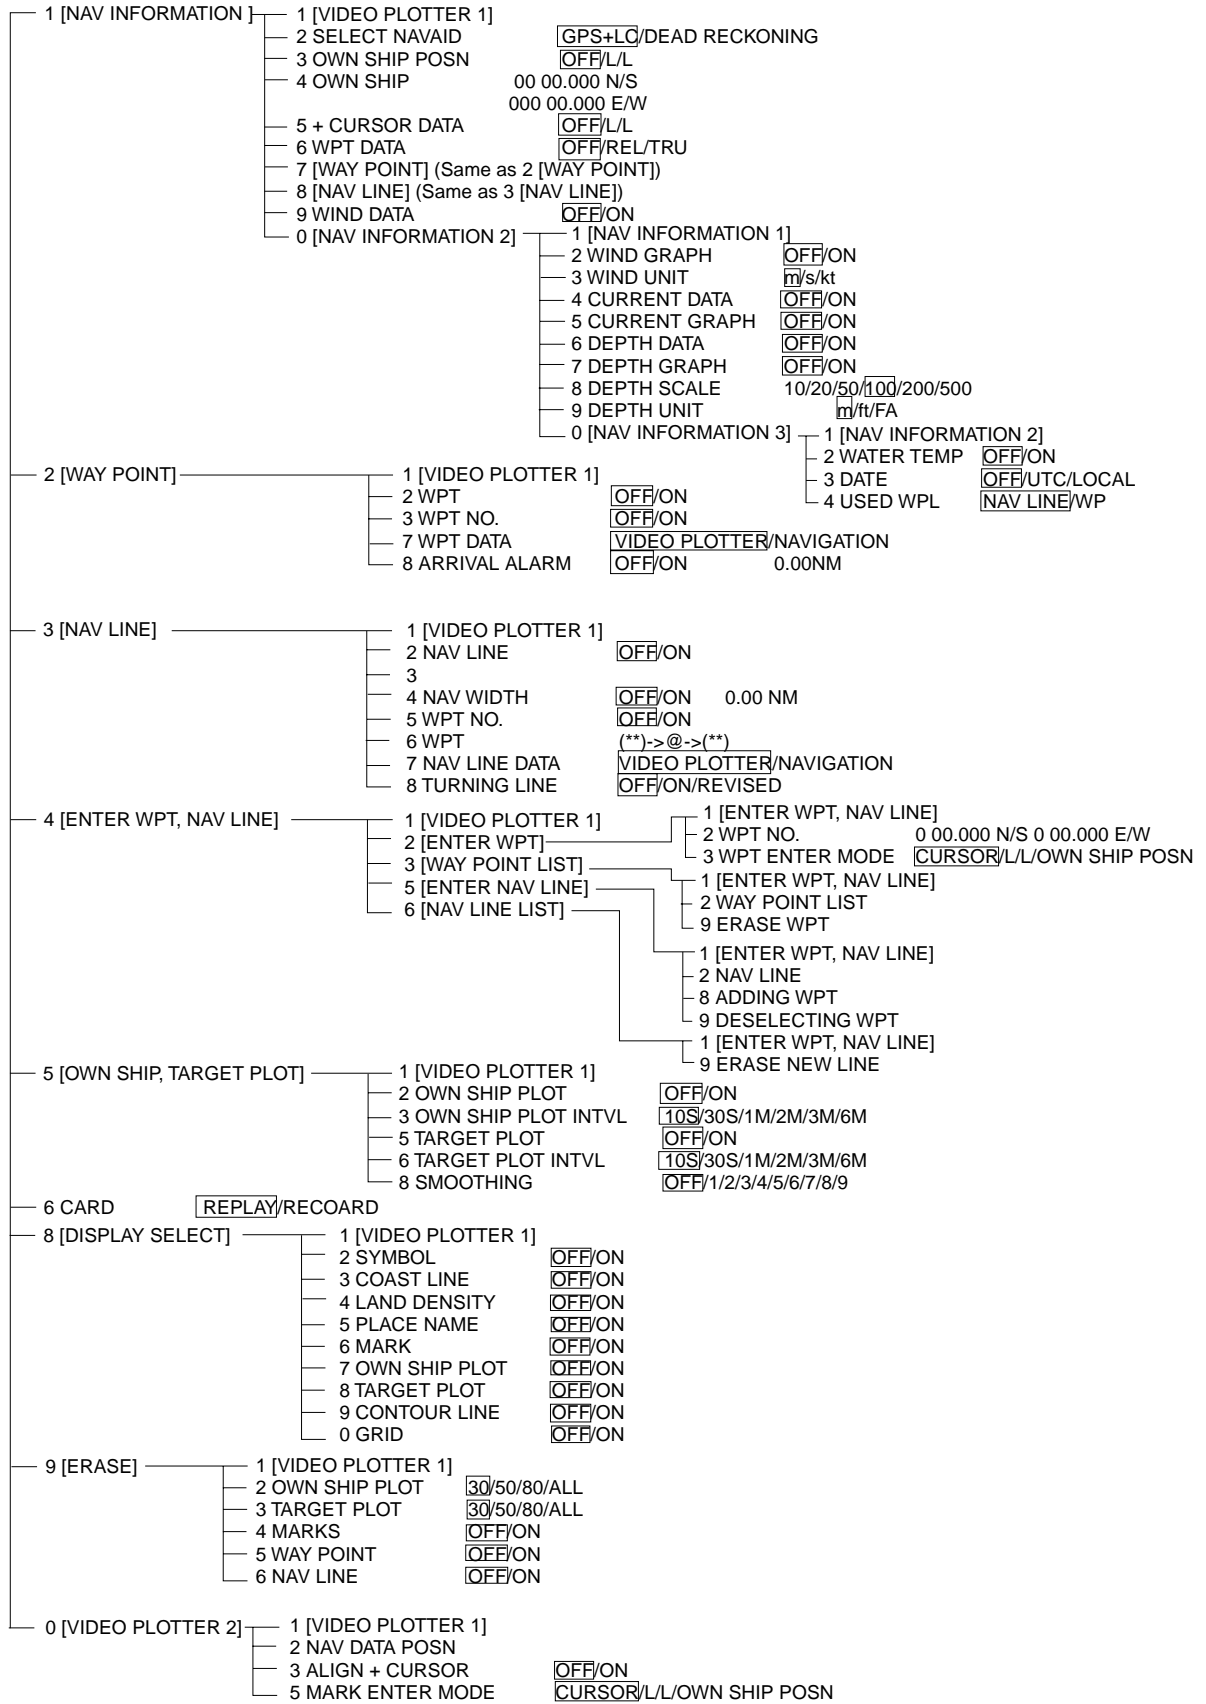 1 [NAV INFORMATION ]
1 [VIDEO PLOTTER 1]
2 SELECT NAVAID GPS+LC/DEAD RECKONING
3 OWN SHIP POSN OFF/L/L
4 OWN SHIP 00 00.000 N/S
000 00.000 E/W
5 + CURSOR DATA OFF/L/L
6 WPT DATA OFF/REL/TRU
7 [WAY POINT] (Same as 2 [WAY POINT])
8 [NAV LINE] (Same as 3 [NAV LINE])
9 WIND DATA OFF/ON
0 [NAV INFORMATION 2]
1 [NAV INFORMATION 1]
2 WIND GRAPH OFF/ON
3 WIND UNIT m/s/kt
4 CURRENT DATA OFF/ON
5 CURRENT GRAPH OFF/ON
6 DEPTH DATA OFF/ON
7 DEPTH GRAPH OFF/ON
8 DEPTH SCALE 10/20/50/100/200/500
9 DEPTH UNIT m/ft/FA
0 [NAV INFORMATION 3]
1 [NAV INFORMATION 2]
2 WATER TEMP OFF/ON
3 DATE OFF/UTC/LOCAL
4 USED WPL NAV LINE/WP
2 [WAY POINT]
1 [VIDEO PLOTTER 1]
2 WPT OFF/ON
3 WPT NO. OFF/ON
7 WPT DATA VIDEO PLOTTER/NAVIGATION
8 ARRIVAL ALARM OFF/ON 0.00NM
3 [NAV LINE]
1 [VIDEO PLOTTER 1]
2 NAV LINE OFF/ON
3
4 NAV WIDTH OFF/ON 0.00 NM
5 WPT NO. OFF/ON
6 WPT (**)->@->(**)
7 NAV LINE DATA VIDEO PLOTTER/NAVIGATION
8 TURNING LINE OFF/ON/REVISED
4 [ENTER WPT, NAV LINE]
1 [VIDEO PLOTTER 1]
2 [ENTER WPT]
3 [WAY POINT LIST]
5 [ENTER NAV LINE]
6 [NAV LINE LIST]
1 [ENTER WPT, NAV LINE]
2 WPT NO. 0 00.000 N/S 0 00.000 E/W
3 WPT ENTER MODE CURSOR/L/L/OWN SHIP POSN
1 [ENTER WPT, NAV LINE]
2 WAY POINT LIST
9 ERASE WPT
1 [ENTER WPT, NAV LINE]
2 NAV LINE
8 ADDING WPT
9 DESELECTING WPT
1 [ENTER WPT, NAV LINE]
9 ERASE NEW LINE
5 [OWN SHIP, TARGET PLOT]
1 [VIDEO PLOTTER 1]
2 OWN SHIP PLOT OFF/ON
3 OWN SHIP PLOT INTVL 10S/30S/1M/2M/3M/6M
5 TARGET PLOT OFF/ON
6 TARGET PLOT INTVL 10S/30S/1M/2M/3M/6M
8 SMOOTHING OFF/1/2/3/4/5/6/7/8/9
6 CARD REPLAY/RECOARD
8 [DISPLAY SELECT]
1 [VIDEO PLOTTER 1]
2 SYMBOL OFF/ON
3 COAST LINE OFF/ON
4 LAND DENSITY OFF/ON
5 PLACE NAME OFF/ON
6 MARK OFF/ON
7 OWN SHIP PLOT OFF/ON
8 TARGET PLOT OFF/ON
9 CONTOUR LINE OFF/ON
0 GRID OFF/ON
9 [ERASE]
1 [VIDEO PLOTTER 1]
2 OWN SHIP PLOT 30/50/80/ALL
3 TARGET PLOT 30/50/80/ALL
4 MARKS OFF/ON
5 WAY POINT OFF/ON
6 NAV LINE OFF/ON
0 [VIDEO PLOTTER 2]
1 [VIDEO PLOTTER 1]
2 NAV DATA POSN
3 ALIGN + CURSOR OFF/ON
5 MARK ENTER MODE CURSOR/L/L/OWN SHIP POSN